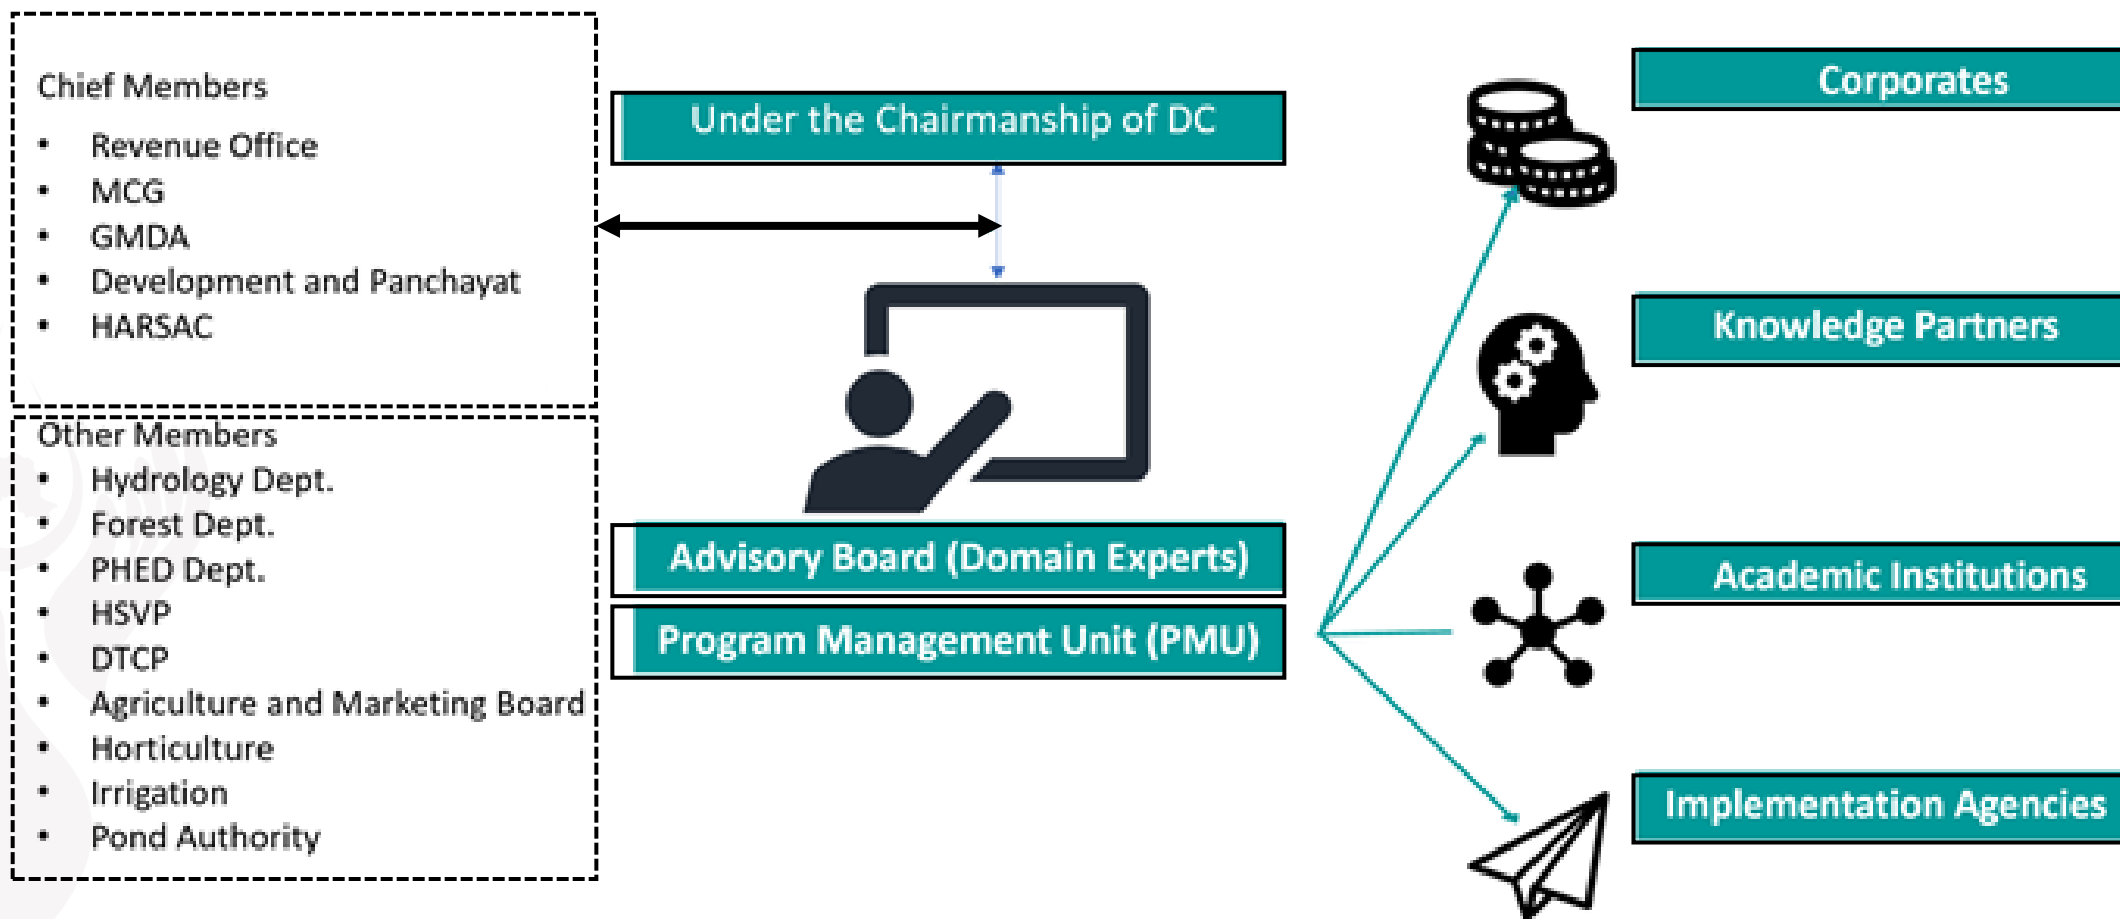 Chief Members
• Revenue Office
• MCG
• GMDA
• Development and Panchayat
• HARSAC
Other Members
• Hydrology Dept.
• Forest Dept.
• PHED Dept.
• HSVP
• DTCP
• Agriculture and Marketing Board
• Horticulture
• Irrigation
• Pond Authority
Under the Chairmanship of DC
Advisory Board (Domain Experts)
Program Management Unit (PMU)
Corporates
Knowledge Partners
Academic Institutions
Implementation Agencies